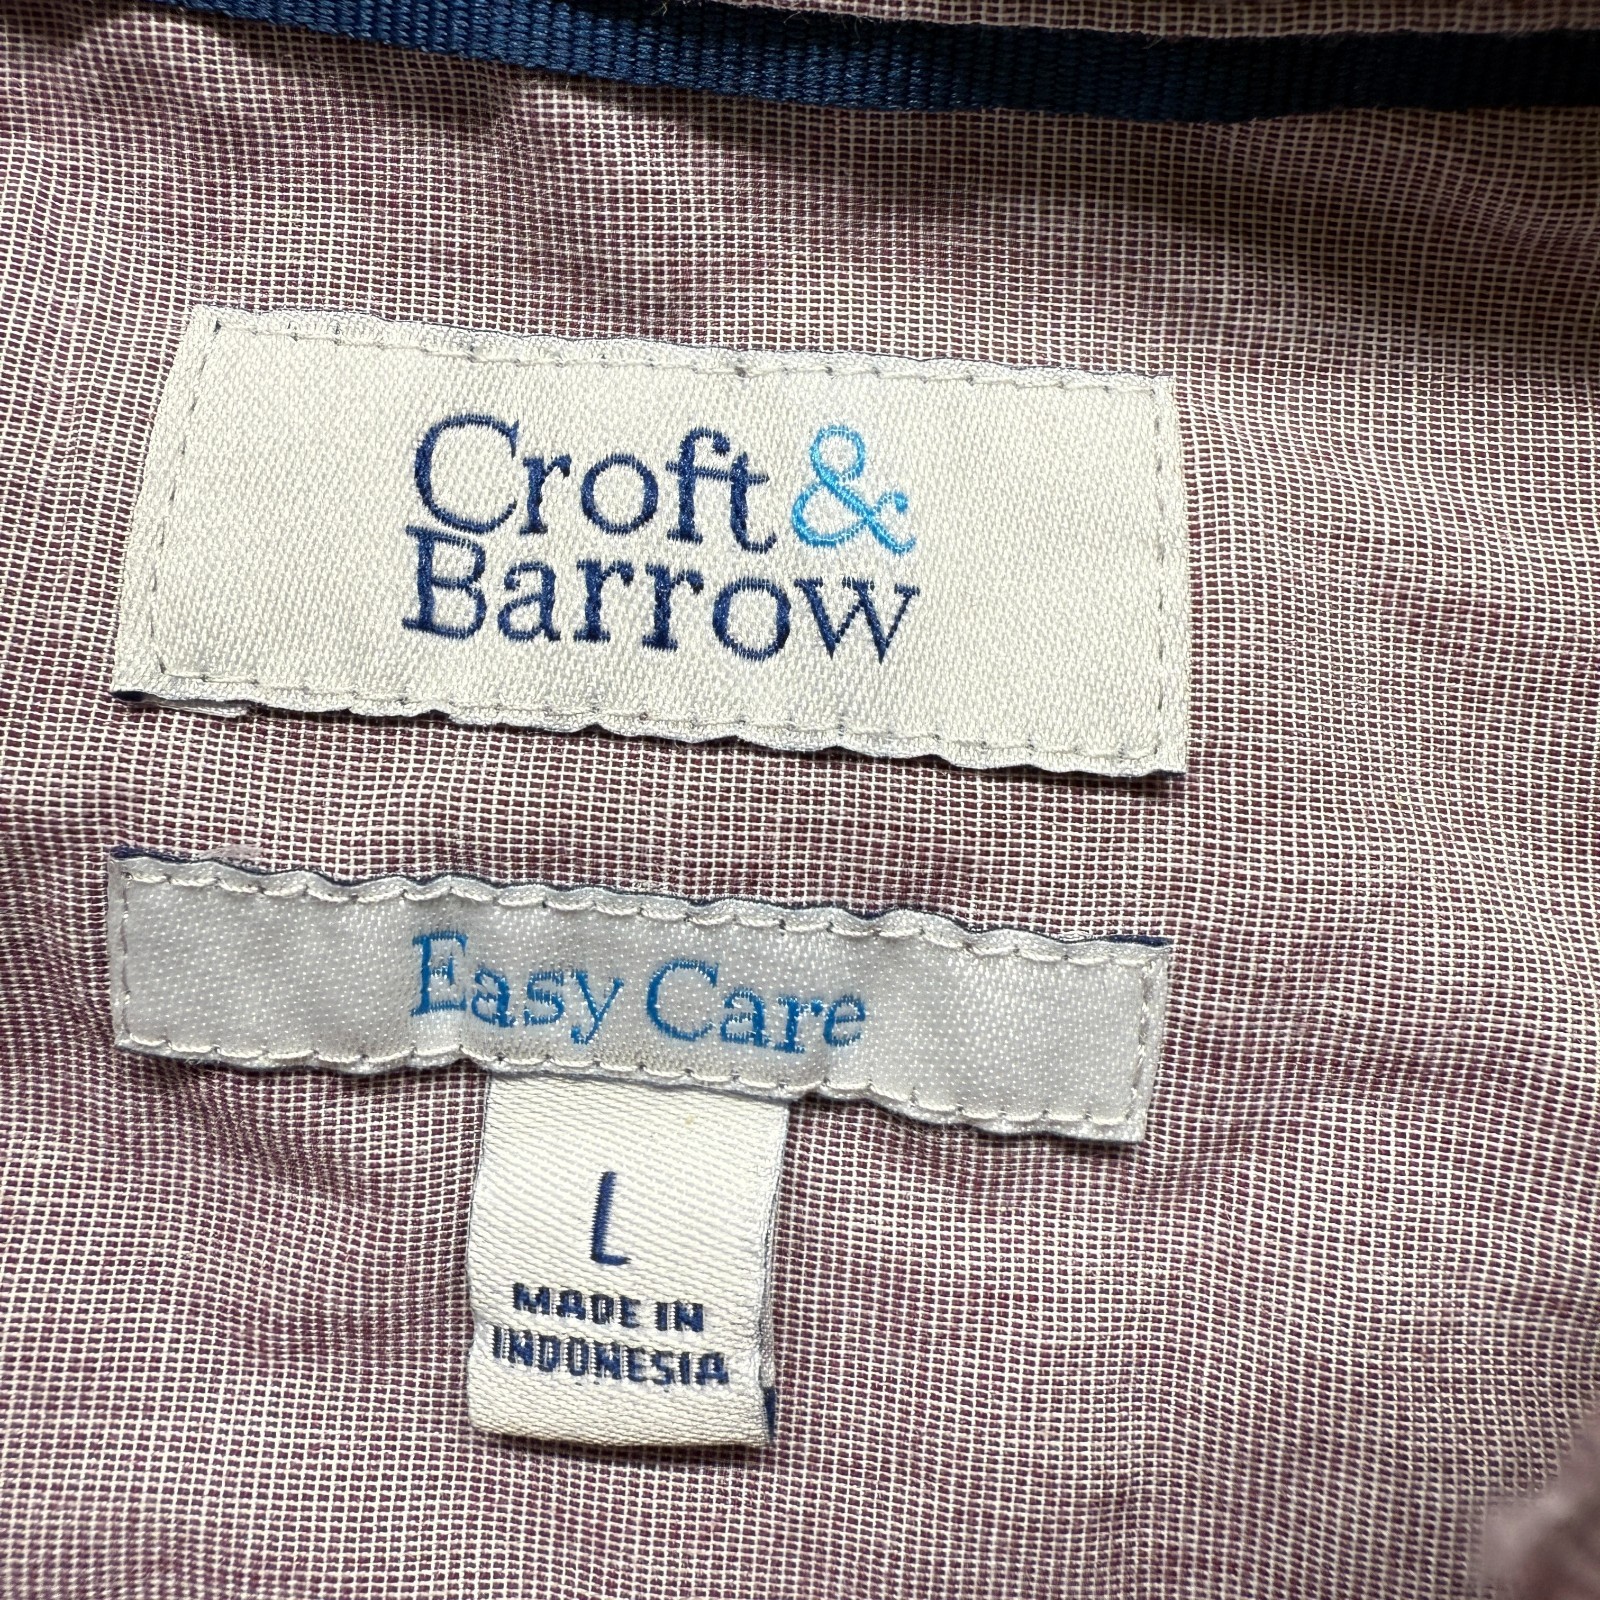 Croft &
Barrow
Easy Care
L
MADE IN
INDONESIA